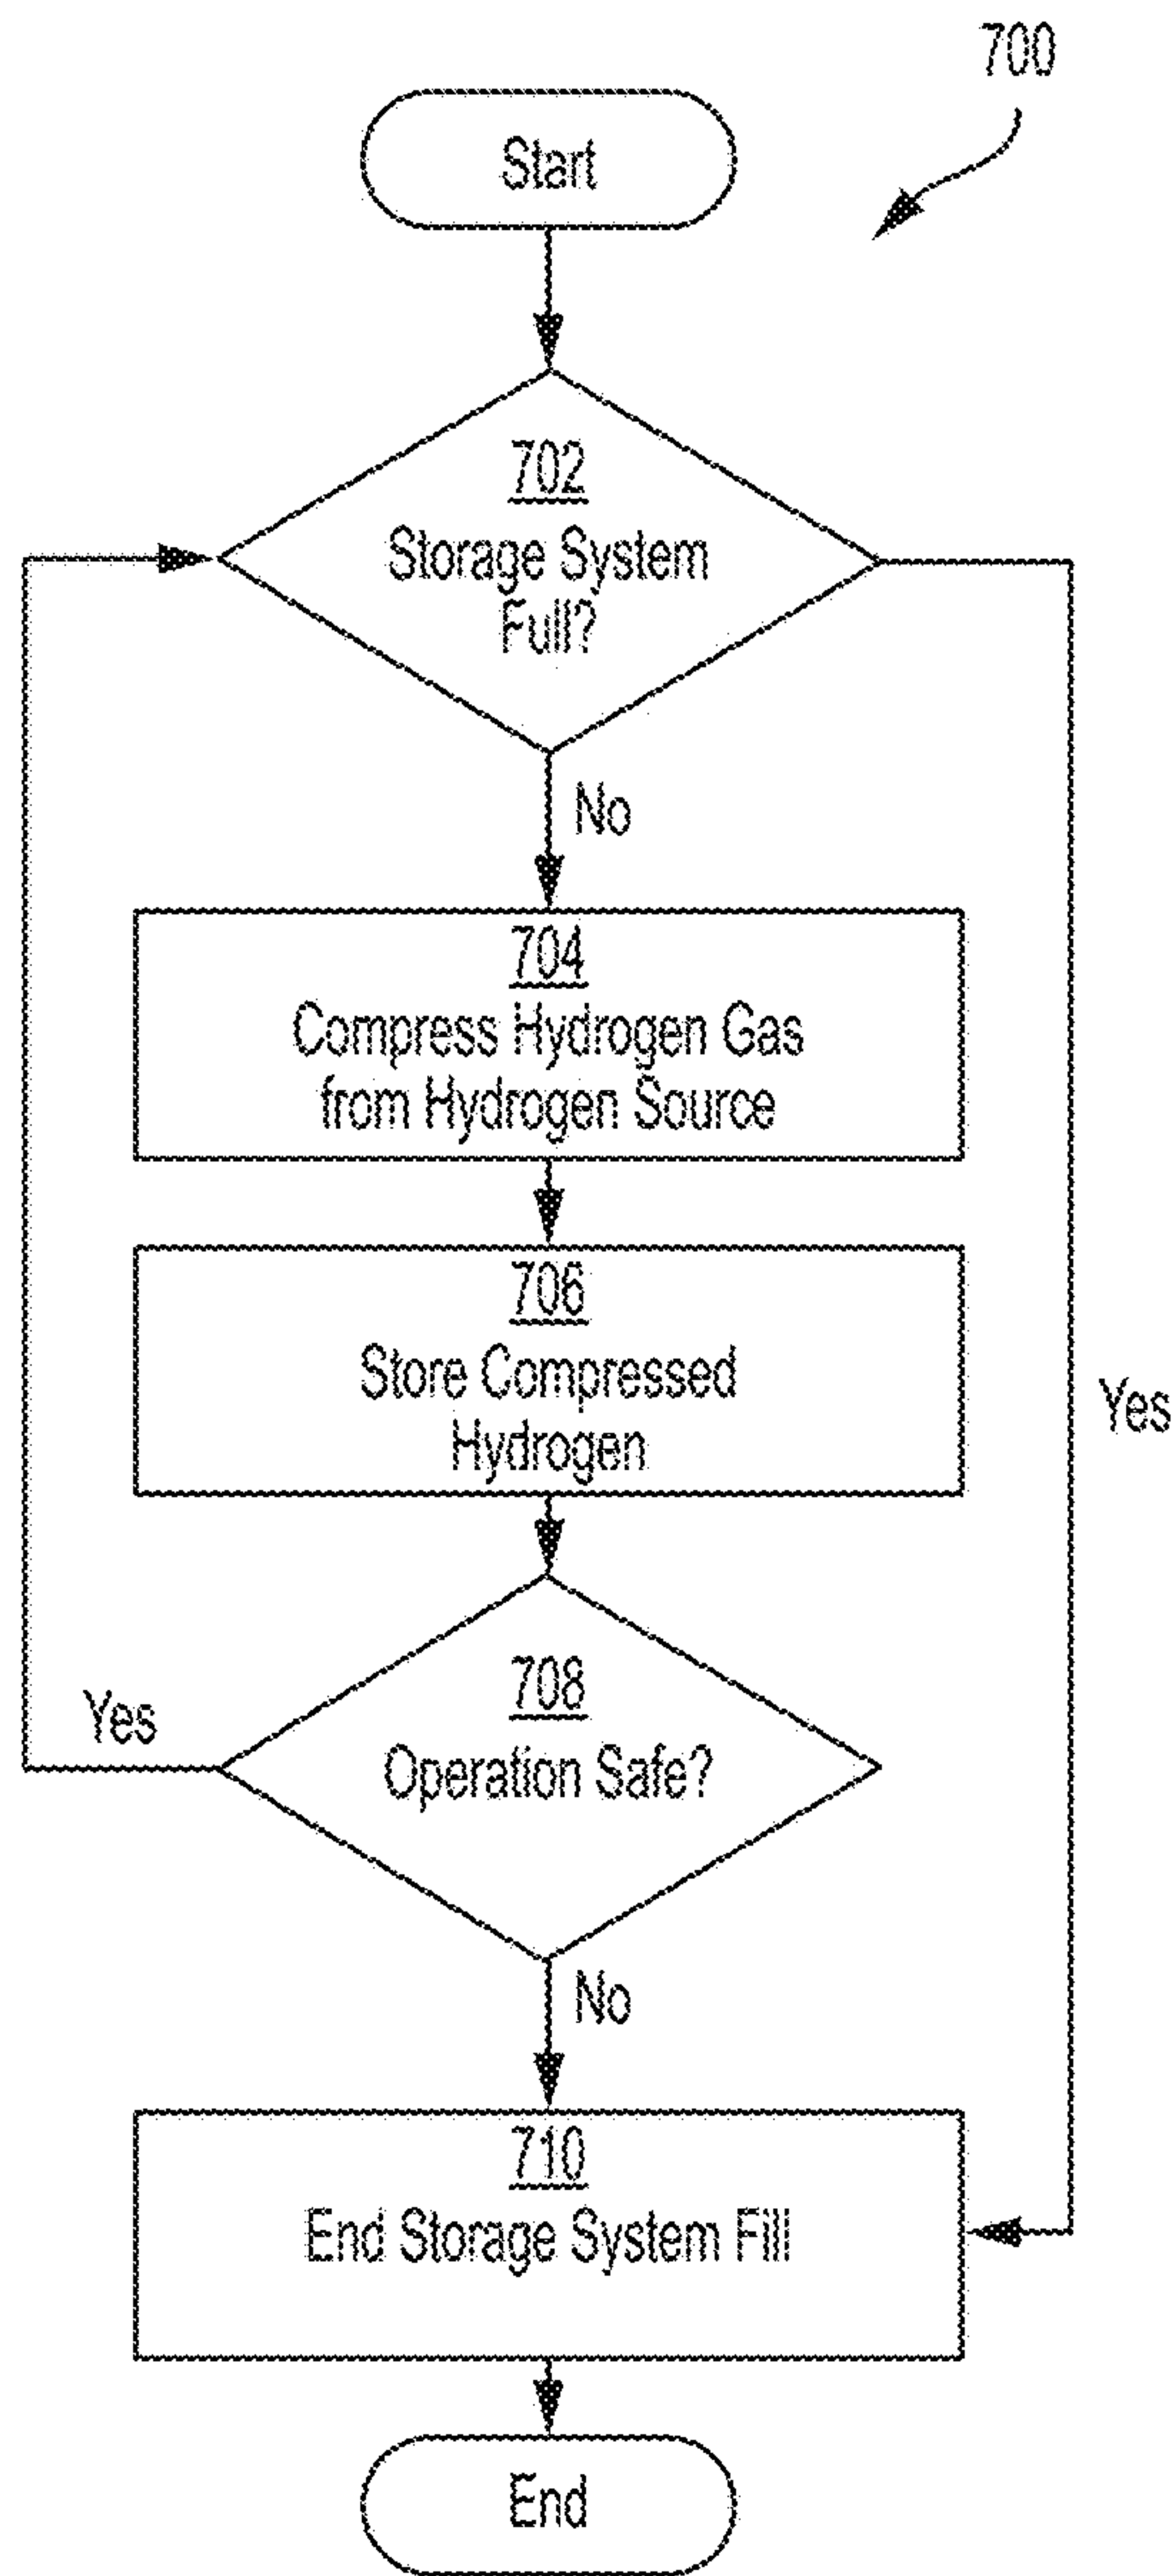 700
Start
702
Storage System
Full?
No
704
Compress Hydrogen Gas
from Hydrogen Source
706
Store Compressed
Hydrogen
Yes
708
Operation Safe?
Yes
No
710
End Storage System Fill
End